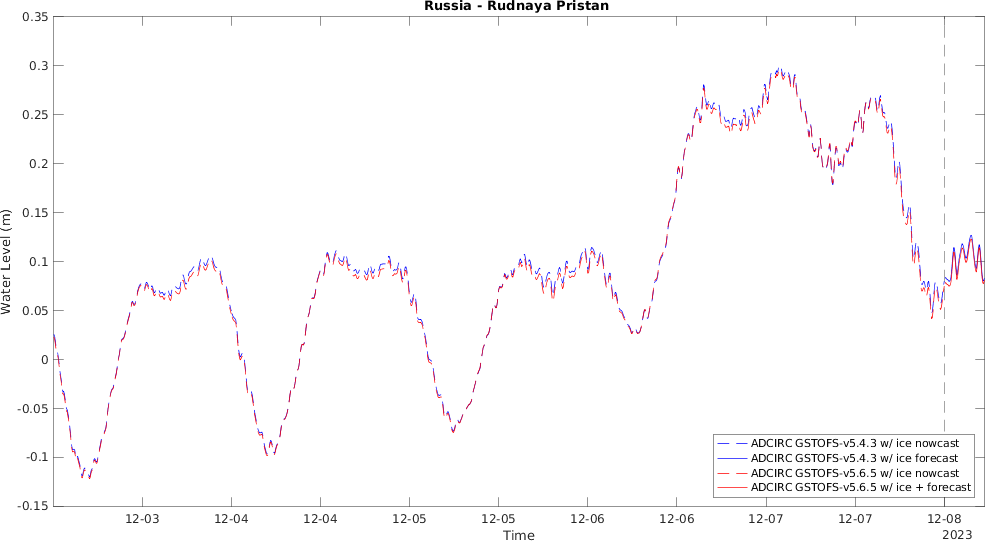 Russia - Rudnaya Pristan
0.35
0.3
0.25
0.2
0.15
0.1
0.05
0
-0.05
-0.1
-0.15
Water Level (m)
12-03 12-04 12-04 12-05 12-05 12-06 12-06 12-07 12-07 12-08
2023
Time
ADCIRC GSTOFS-v5.4.3 w/ ice nowcast
ADCIRC GSTOFS-v5.4.3 w/ ice forecast
ADCIRC GSTOFS-v5.6.5 w/ ice nowcast
ADCIRC GSTOFS-v5.6.5 w/ ice + forecast